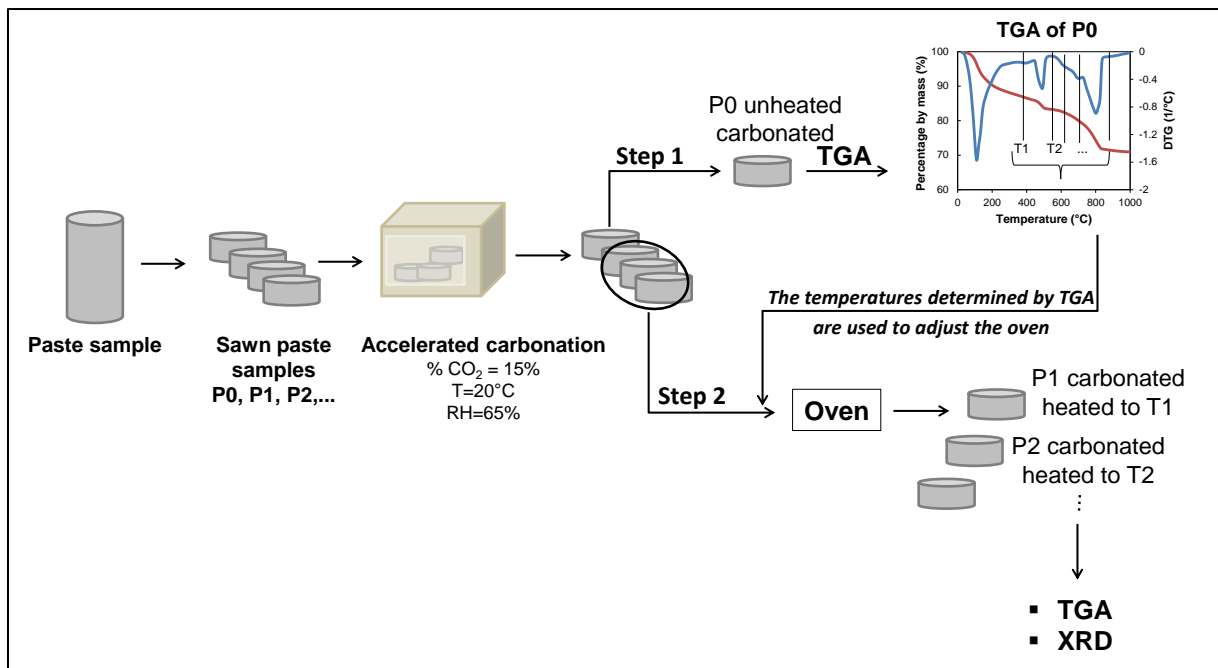 TGA of P0
100
90
80
70
60
Percentage by mass (%)
0
-0.4
-0.8
-1.2
-1.6
-2
DTG (1/°C)
T1 T2 ...
0 200 400 600 800 1000
Temperature (°C)
P0 unheated
carbonated
Step 1
TGA
The temperatures determined by TGA
are used to adjust the oven
Paste sample
Sawn paste
samples
P0, P1, P2,...
Accelerated carbonation
% CO₂ = 15%
T=20°C
RH=65%
Step 2
Oven
P1 carbonated
heated to T1
P2 carbonated
heated to T2
⋮
▪ TGA
▪ XRD